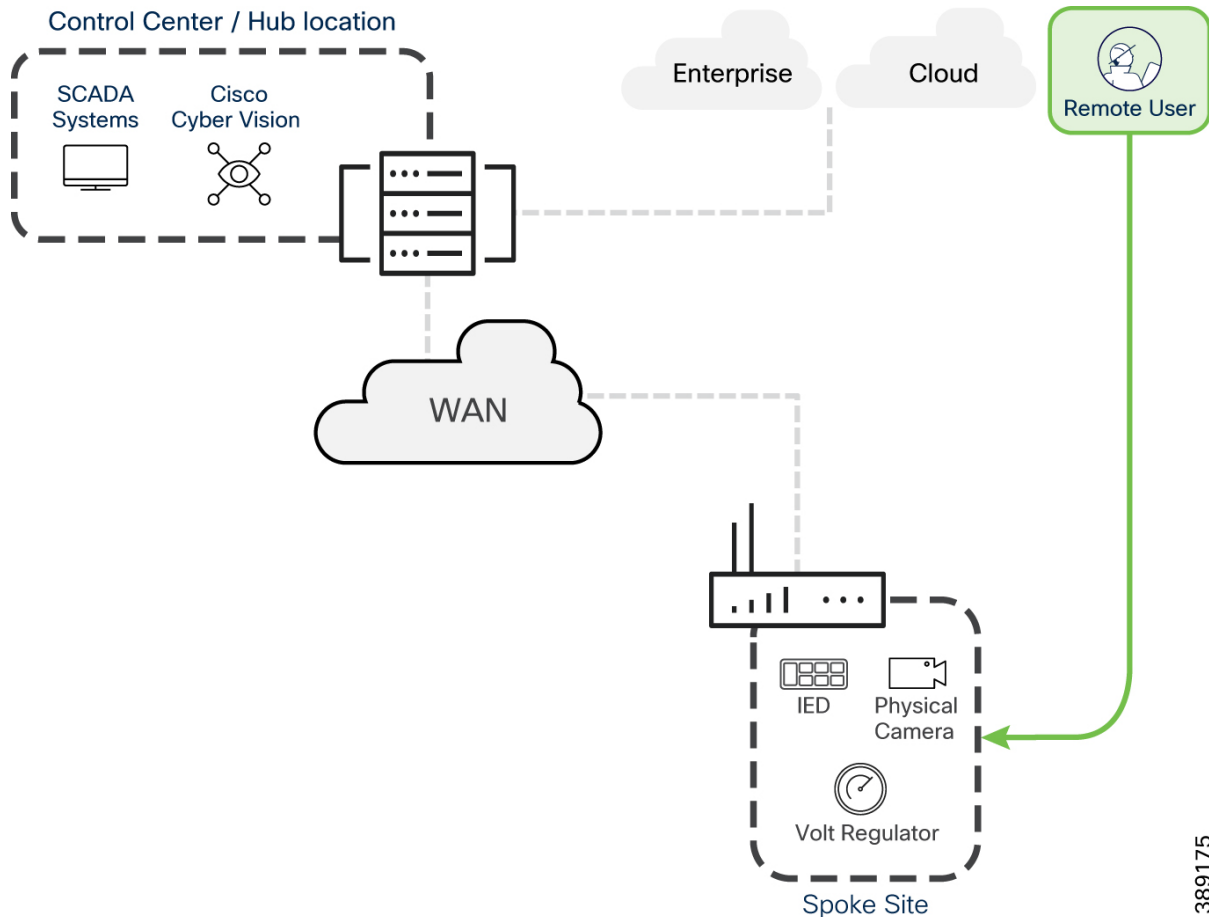 Control Center / Hub location
SCADA
Systems
Cisco
Cyber Vision
Enterprise
Cloud
Remote User
WAN
IED
Physical
Camera
Volt Regulator
Spoke Site
389175